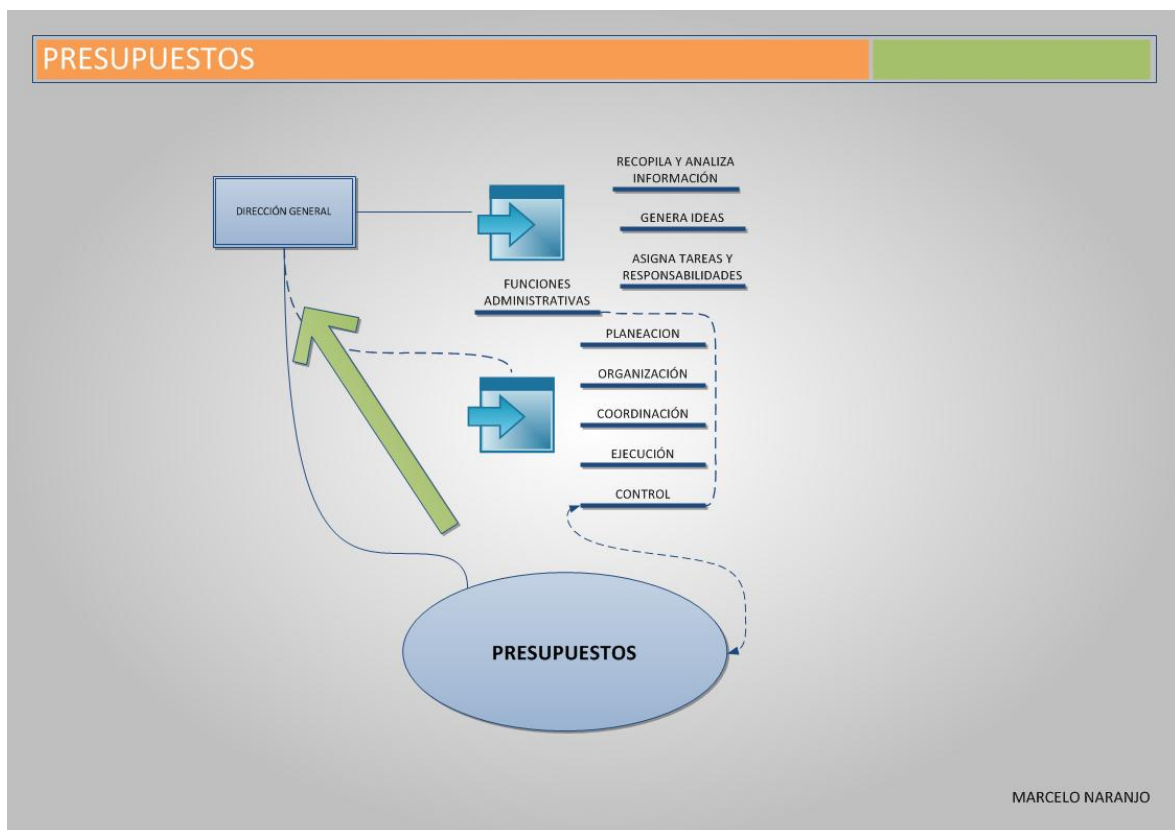 PRESUPUESTOS
RECOPILA Y ANALIZA
INFORMACIÓN
DIRECCIÓN GENERAL
GENERA IDEAS
ASIGNA TAREAS Y
RESPONSABILIDADES
FUNCIONES
ADMINISTRATIVAS
PLANEACION
ORGANIZACIÓN
COORDINACIÓN
EJECUCIÓN
CONTROL
PRESUPUESTOS
MARCELO NARANJO